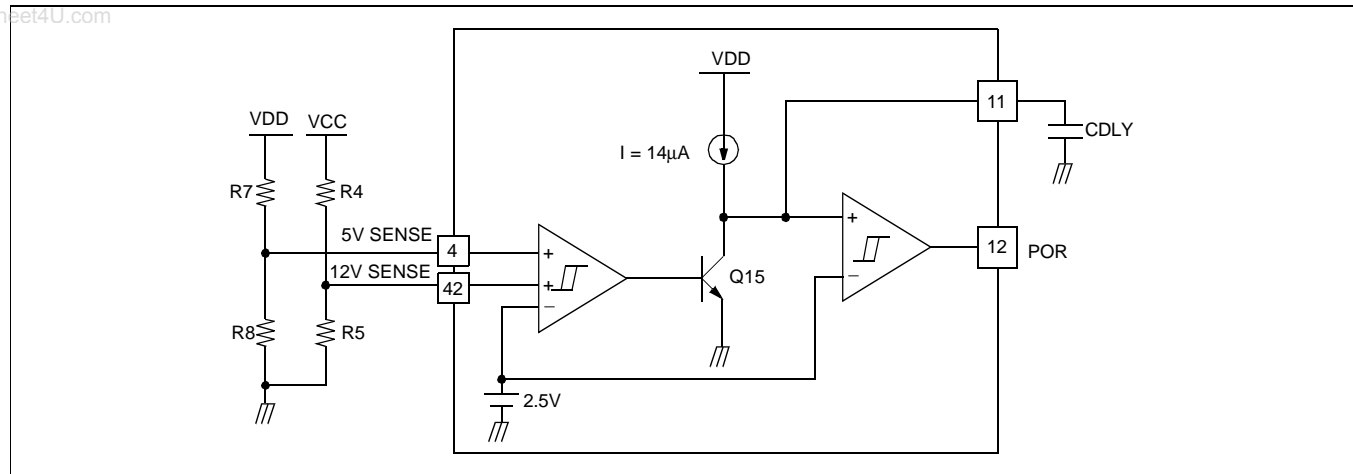 heet4U.com
VDD
VDD
VCC
11
CDLY
I = 14μA
R7
R4
5V SENSE
4
+
+
12
POR
12V SENSE
42
+
−
−
Q15
R8
R5
2.5V